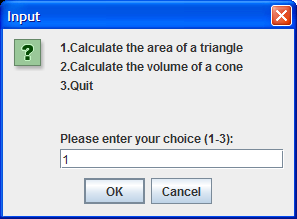 Input
1.Calculate the area of a triangle
2.Calculate the volume of a cone
3.Quit
Please enter your choice (1-3):
1
OK Cancel